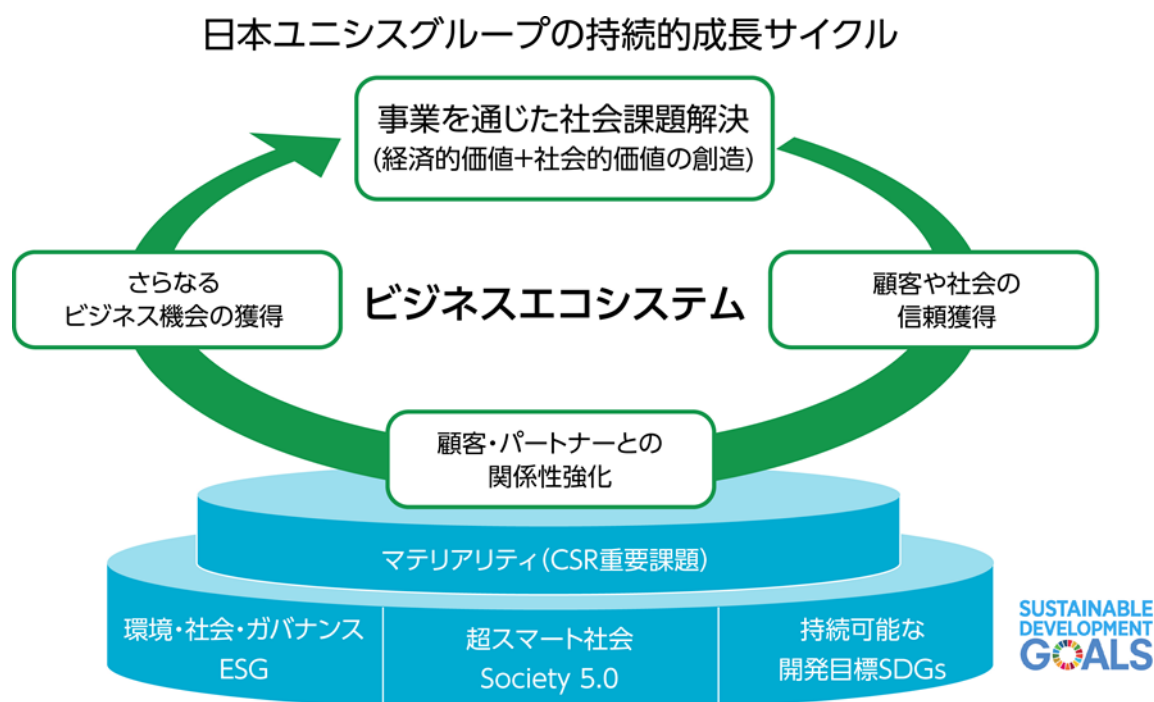 日本ユニシスグループの持続的成長サイクル
事業を通じた社会課題解決
(経済的価値+社会的価値の創造)
さらなる
ビジネス機会の獲得
ビジネスエコシステム
顧客や社会の
信頼獲得
顧客・パートナーとの
関係性強化
マテリアリティ(CSR重要課題)
環境・社会・ガバナンス
ESG
超スマート社会
Society 5.0
持続可能な
開発目標SDGs
SUSTAINABLE
DEVELOPMENT
GOALS